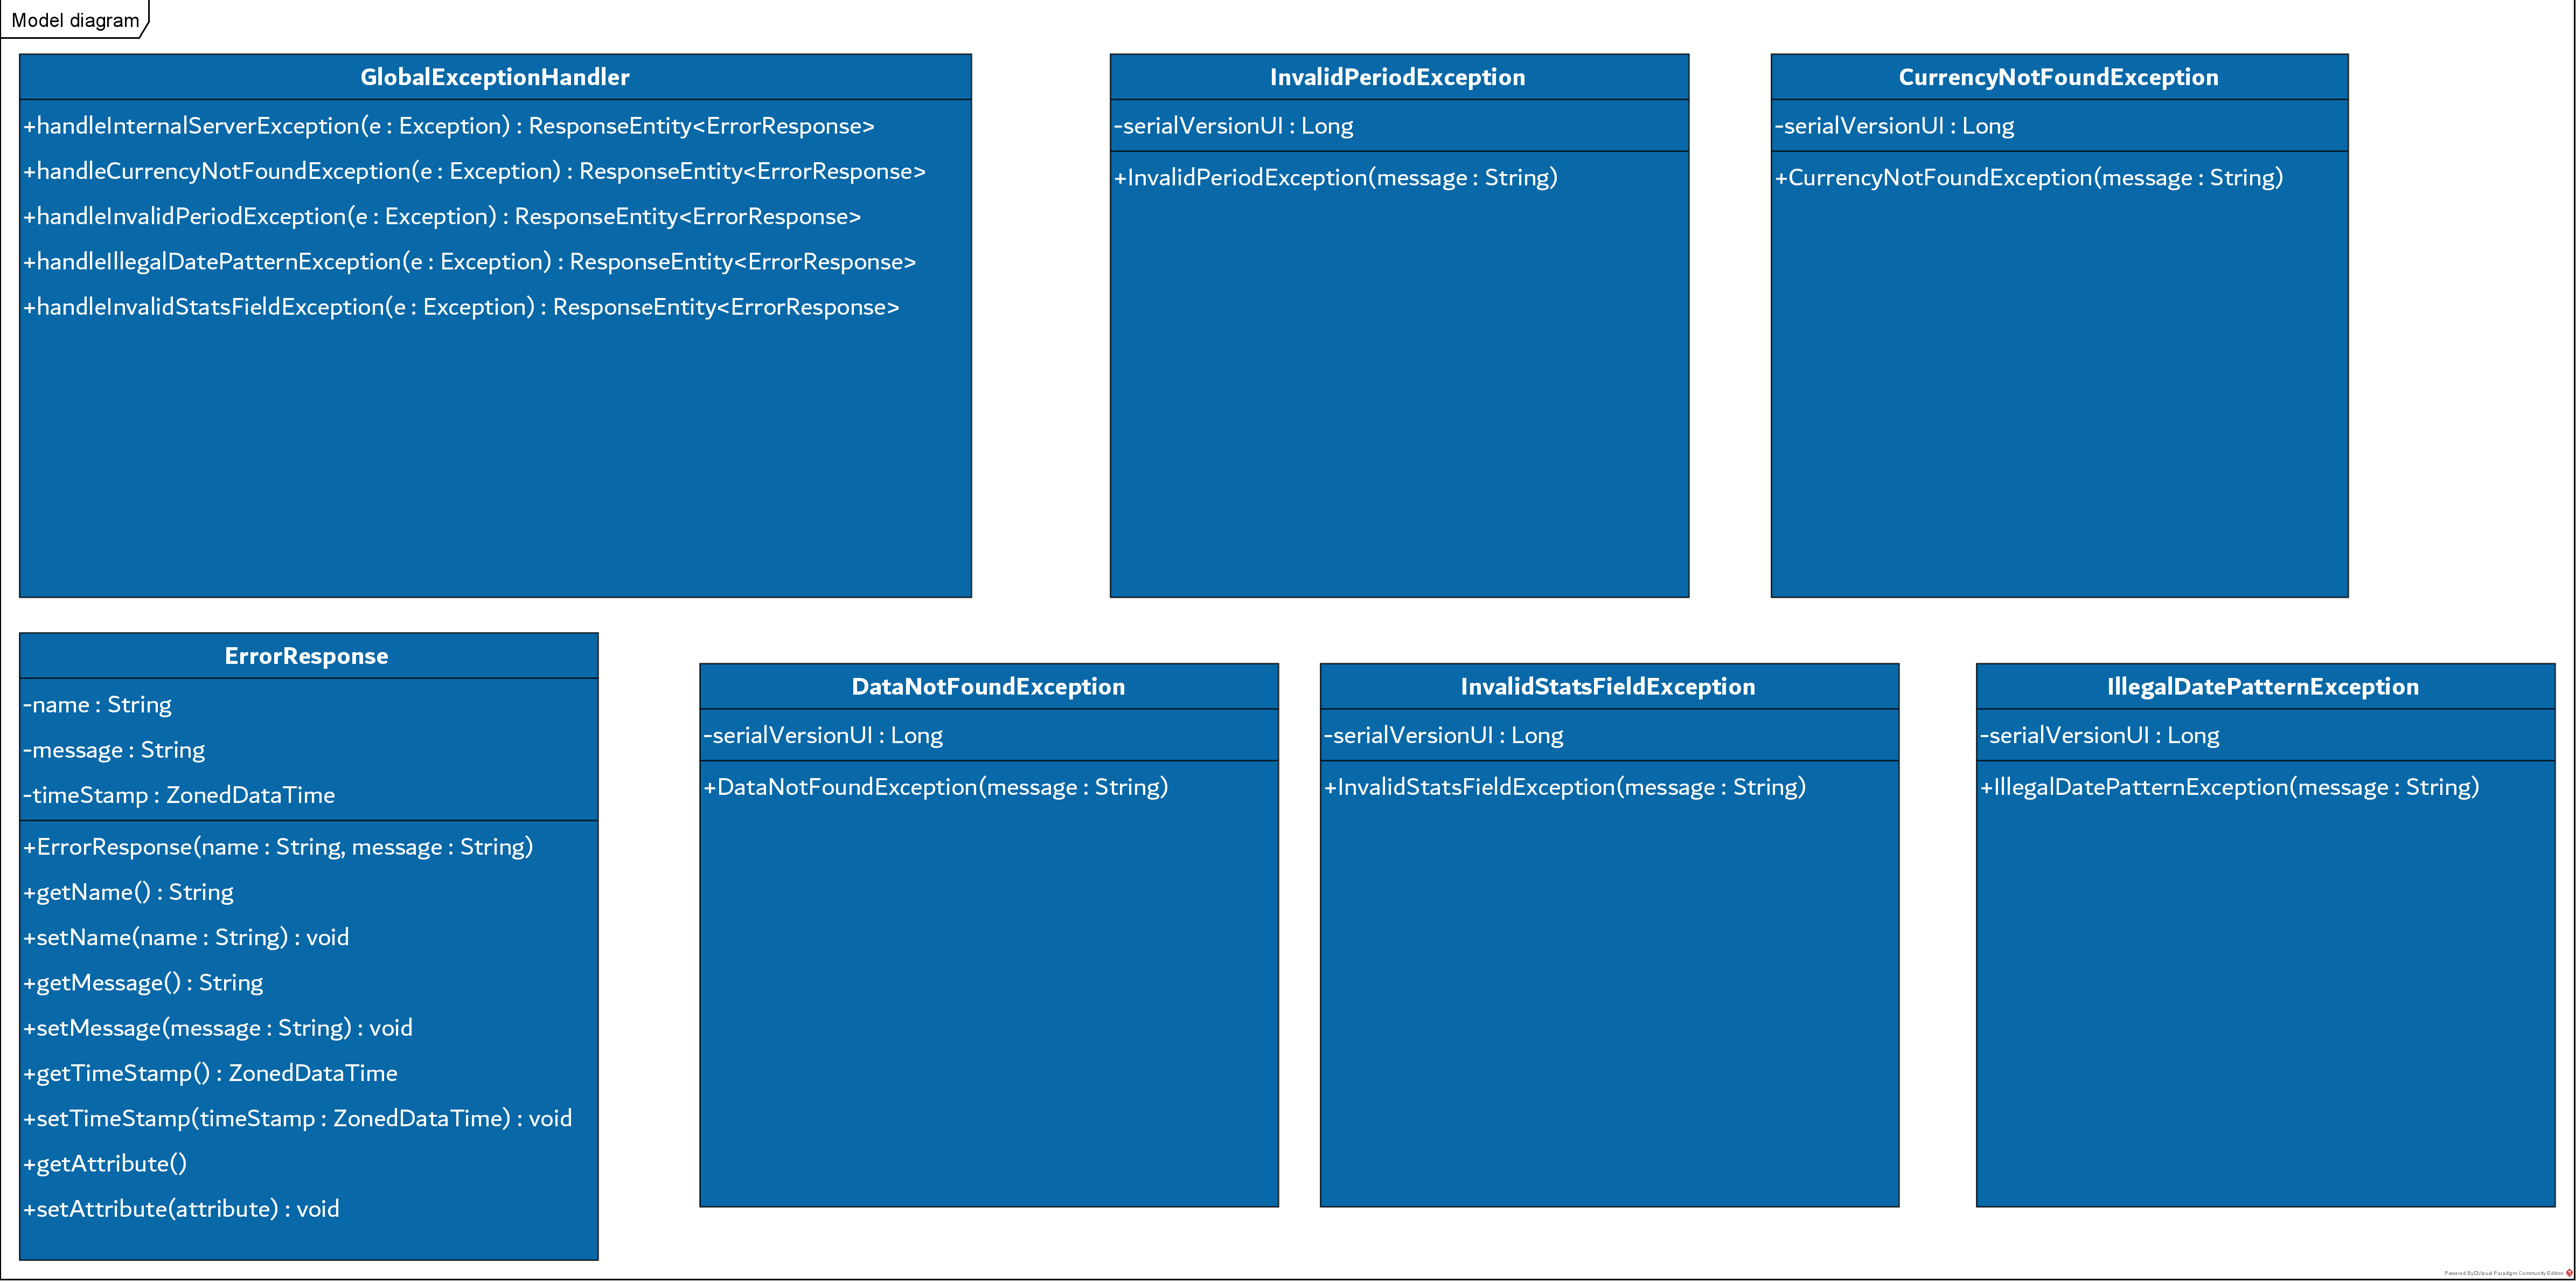 Model diagram
GlobalExceptionHandler
+handleInternalServerException(e : Exception) : ResponseEntity<ErrorResponse>
+handleCurrencyNotFoundException(e : Exception) : ResponseEntity<ErrorResponse>
+handleInvalidPeriodException(e : Exception) : ResponseEntity<ErrorResponse>
+handleIllegalDatePatternException(e : Exception) : ResponseEntity<ErrorResponse>
+handleInvalidStatsFieldException(e : Exception) : ResponseEntity<ErrorResponse>
InvalidPeriodException
-serialVersionUI : Long
+InvalidPeriodException(message : String)
CurrencyNotFoundException
-serialVersionUI : Long
+CurrencyNotFoundException(message : String)
ErrorResponse
-name : String
-message : String
-timeStamp : ZonedDataTime
+ErrorResponse(name : String, message : String)
+getName() : String
+setName(name : String) : void
+getMessage() : String
+setMessage(message : String) : void
+getTimeStamp() : ZonedDataTime
+setTimeStamp(timeStamp : ZonedDataTime) : void
+getAttribute()
+setAttribute(attribute) : void
DataNotFoundException
-serialVersionUI : Long
+DataNotFoundException(message : String)
InvalidStatsFieldException
-serialVersionUI : Long
+InvalidStatsFieldException(message : String)
IllegalDatePatternException
-serialVersionUI : Long
+IllegalDatePatternException(message : String)
Powered By Visual Paradigm Community Edition